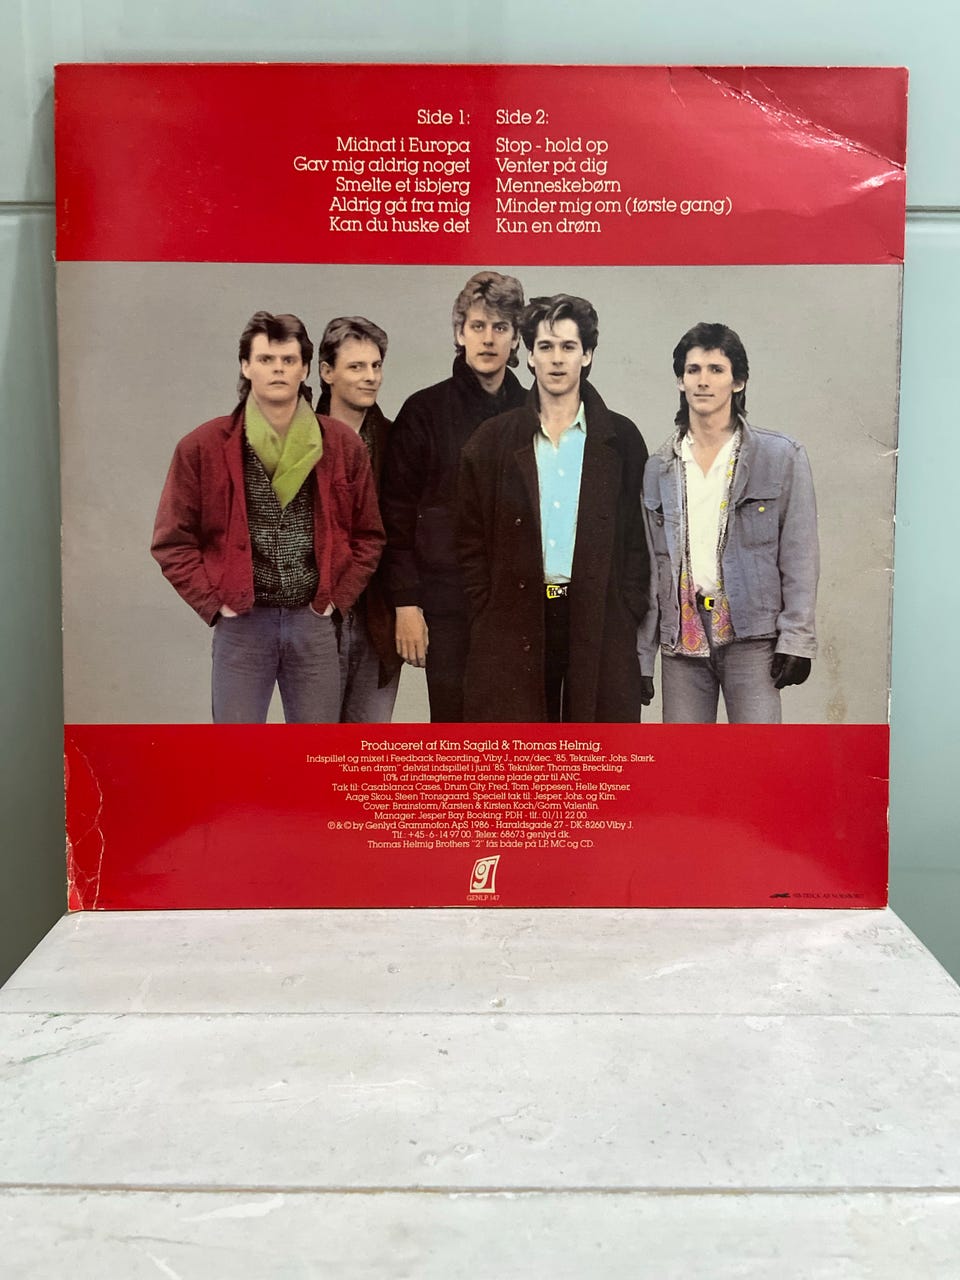 Side 1:
Midnat i Europa
Gav mig aldrig noget
Smelte et isbjerg
Aldrig gå fra mig
Kan du huske det
Side 2:
Stop - hold op
Venter på dig
Menneskebørn
Minder mig om (første gang)
Kun en drøm
Produceret af Kim Sagild & Thomas Helmig.
Indspillet og mixet i Feedback Recording, Viby J., nov/dec. '85. Tekniker: Johs. Stærk.
"Kun en drøm" delvist indspillet i juni '85. Tekniker: Thomas Breckling.
10% af indtægterne fra denne plade går til ANC.
Tak til: Casablanca Cases, Drum City, Fred, Tom Jeppesen, Helle Klysner,
Aage Skou, Steen Tronsgaard. Specielt tak til: Jesper, Johs. og Kim.
Cover: Brainstorm/Karsten & Kirsten Koch/Gorm Valentin.
Manager: Jesper Bay. Booking: PDH - tlf.: 01/11 22 00.
℗ & © by Genlyd Grammofon ApS 1986 - Haraldsgade 27 - DK-8260 Viby J.
Tlf.: +45 - 6 - 14 97 00. Telex: 68673 genlyd dk.
Thomas Helmig Brothers "2" fås både på LP, MC og CD.
g
GENLP 147